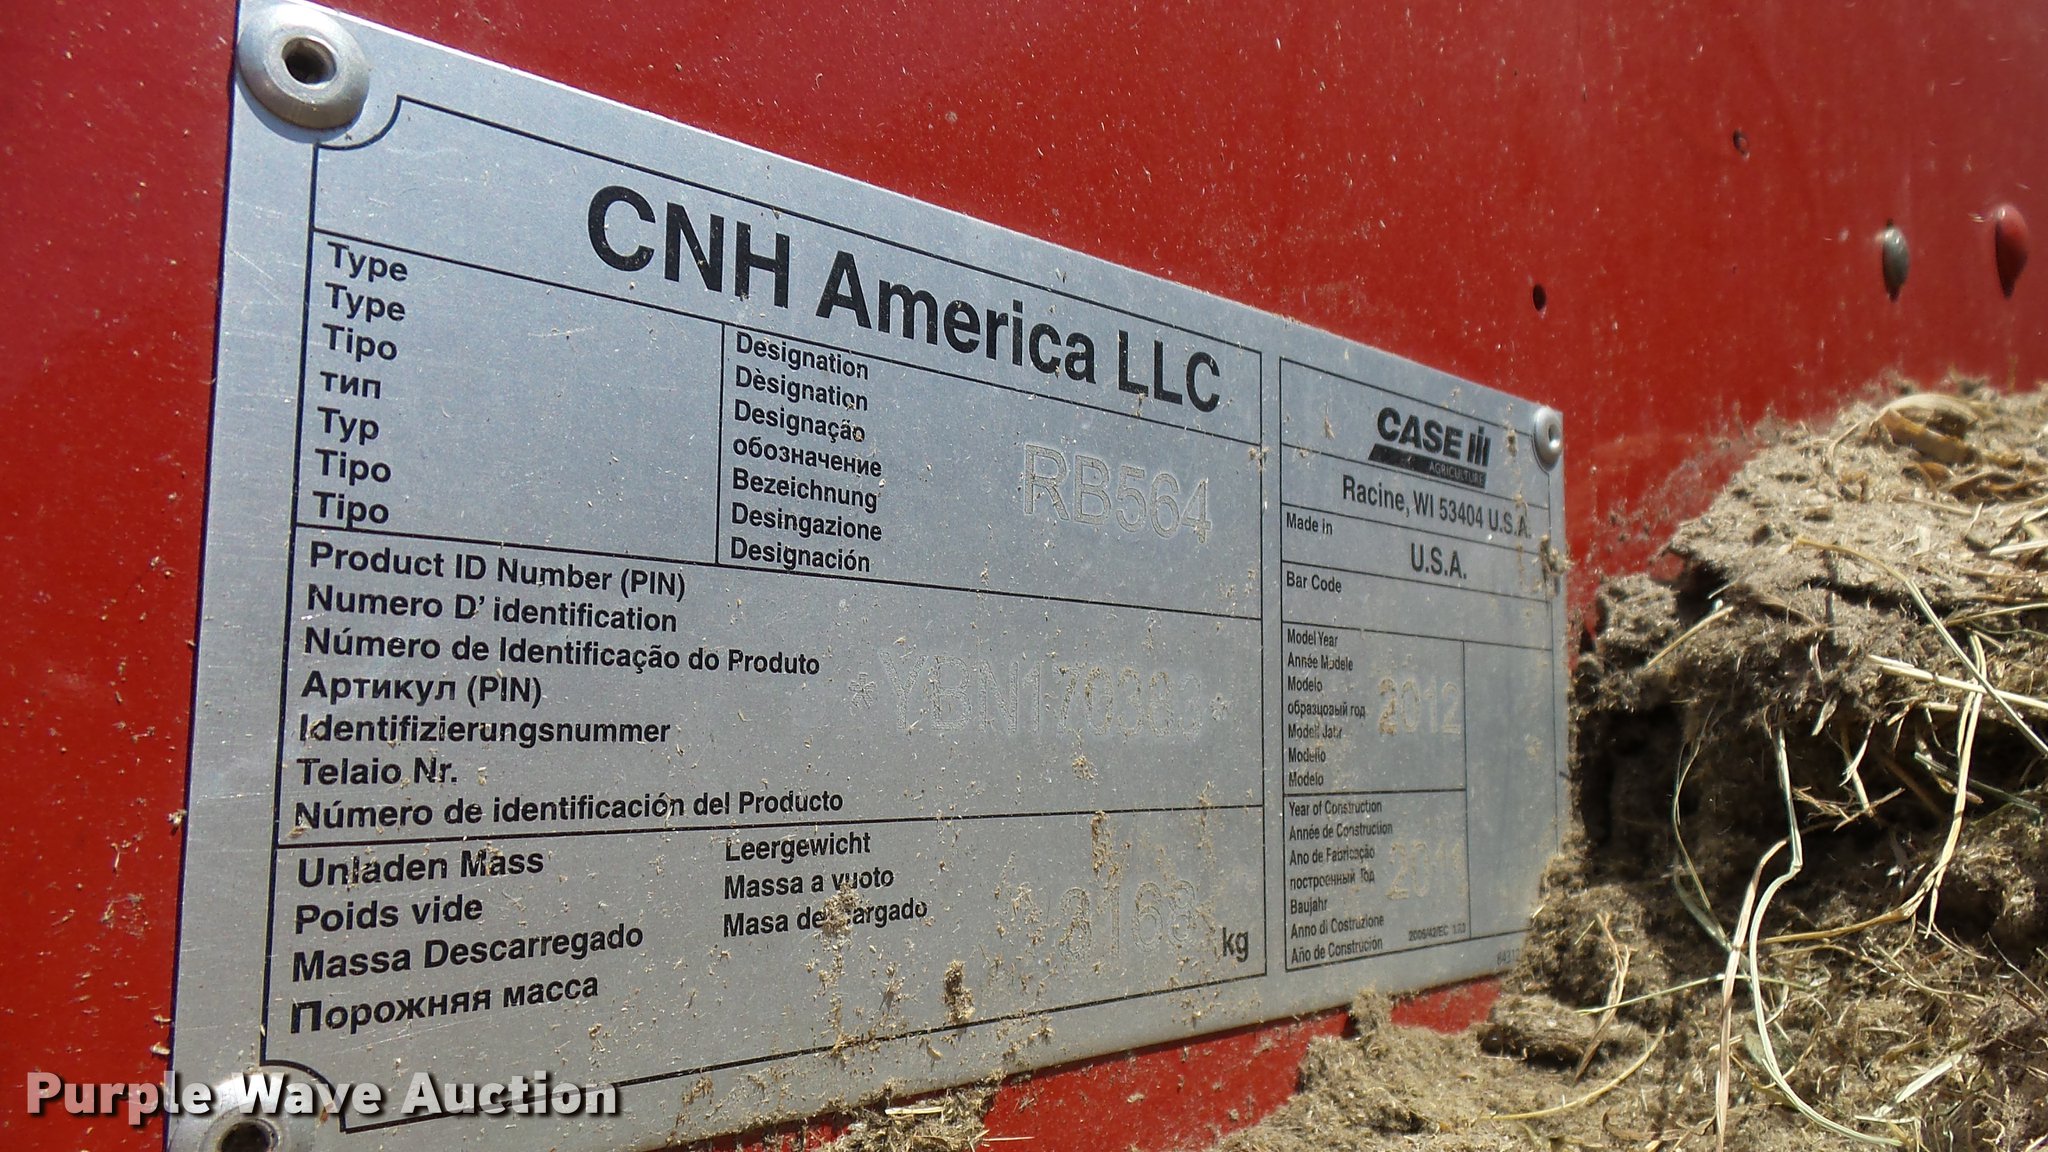 CNH America LLC
Type
Type
Tipo
тип
Typ
Tipo
Tipo
Designation
Dèsignation
Designação
обозначение
Bezeichnung
Desingazione
Designación
RB564
Product ID Number (PIN)
Numero D' identification
Número de Identificação do Produto
Артикул (PIN)
Identifizierungsnummer
Telaio Nr.
Número de identificación del Producto
Unladen Mass
Poids vide
Massa Descarregado
Порожняя масса
Leergewicht
Massa a vuoto
Masa descargado
kg
CASE IH
AGRICULTURE
Racine, WI 53404 U.S.A.
Made in
U.S.A.
Bar Code
Model Year
Année Modele
Modelo
образцовый год
Modell Jahr
Modello
Modelo
2012
Year of Construction
Année de Construction
Ano de Fabricação
построенный Год
Baujahr
Anno di Costruzione
Año de Construcion
2011
Purple Wave Auction